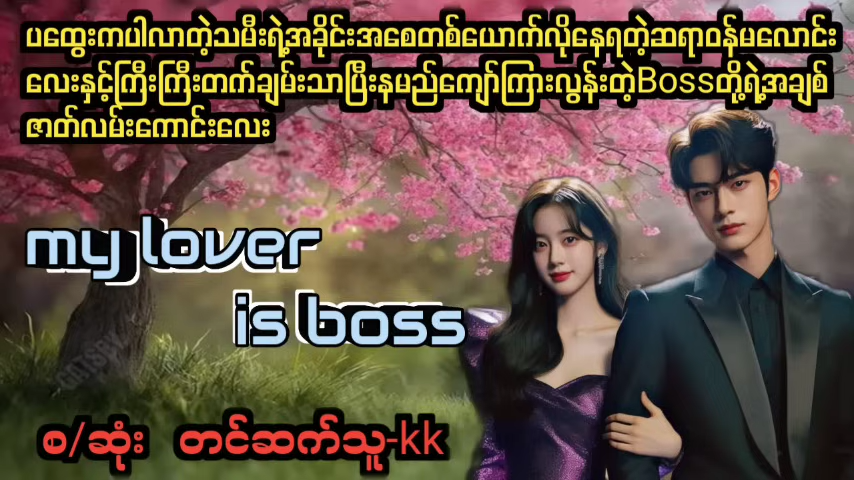 ပထွေးကပါလာတဲ့သမီးရဲ့အခိုင်းအစေတစ်ယောက်လိုနေရတဲ့ဆရာဝန်မလောင်း
လေးနှင့်ကြီးကြီးတက်ချမ်းသာပြီးနမည်ကျော်ကြားလွန်းတဲ့Bossတို့ရဲ့အချစ်
ဇာတ်လမ်းကောင်းလေး
my lover
is boss
စ/ဆုံး တင်ဆက်သူ-kk